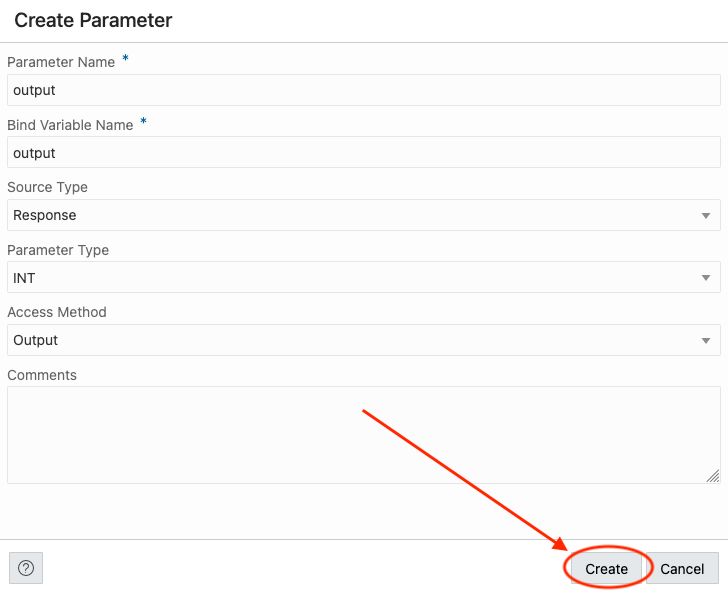 Create Parameter
Parameter Name *
output
Bind Variable Name *
output
Source Type
Response
Parameter Type
INT
Access Method
Output
Comments
? Create Cancel